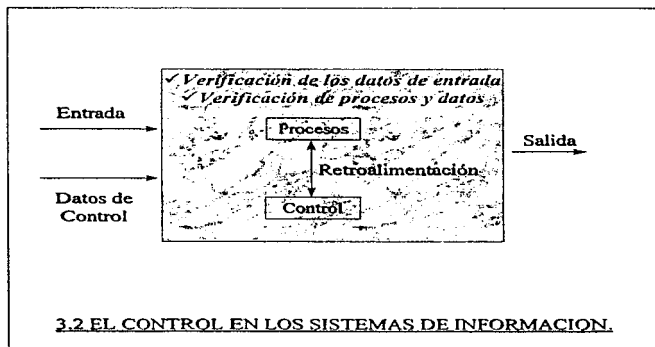 ✓ Verificación de los datos de entrada
✓ Verificación de procesos y datos
Entrada
Procesos
Salida
Retroalimentación
Datos de
Control
Control
3.2 EL CONTROL EN LOS SISTEMAS DE INFORMACION.